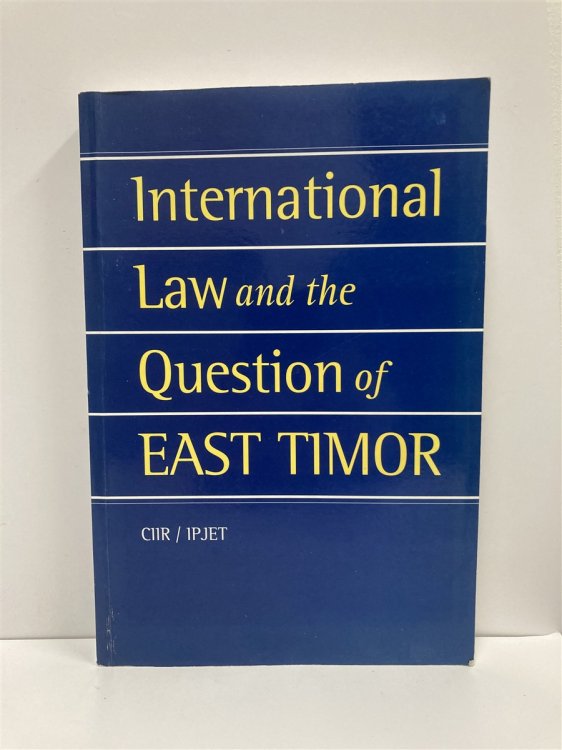 International
Law and the
Question of
EAST TIMOR
CIIR / IPJET